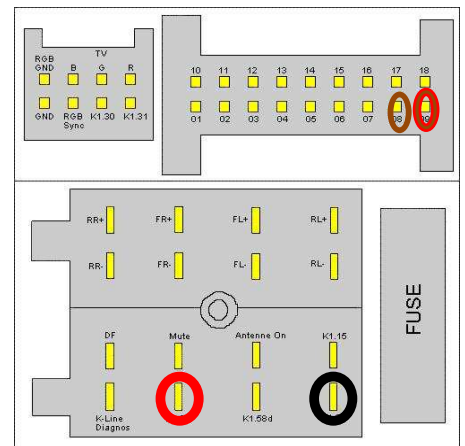 TV
RGB GND B G R
GND RGB Sync K1.30 K1.31
10 11 12 13 14 15 16 17 18
01 02 03 04 05 06 07 08 09
RR+ FR+ FL+ RL+
RR- FR- FL- RL-
DF Mute Antenne On K1.15
K-Line Diagnos K1.58d
FUSE